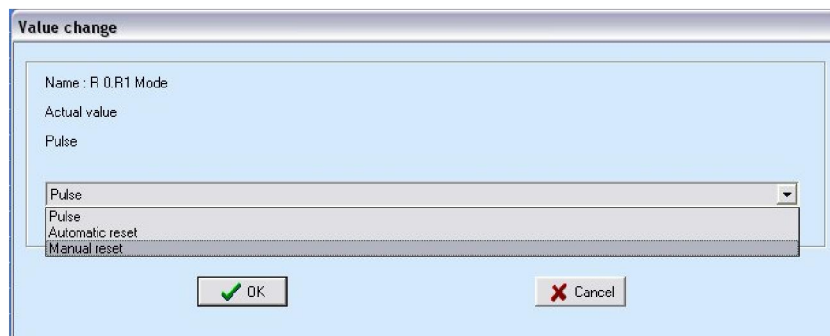 Value change
Name : R 0.R1 Mode
Actual value
Pulse
Pulse
Pulse
Automatic reset
Manual reset
OK
Cancel